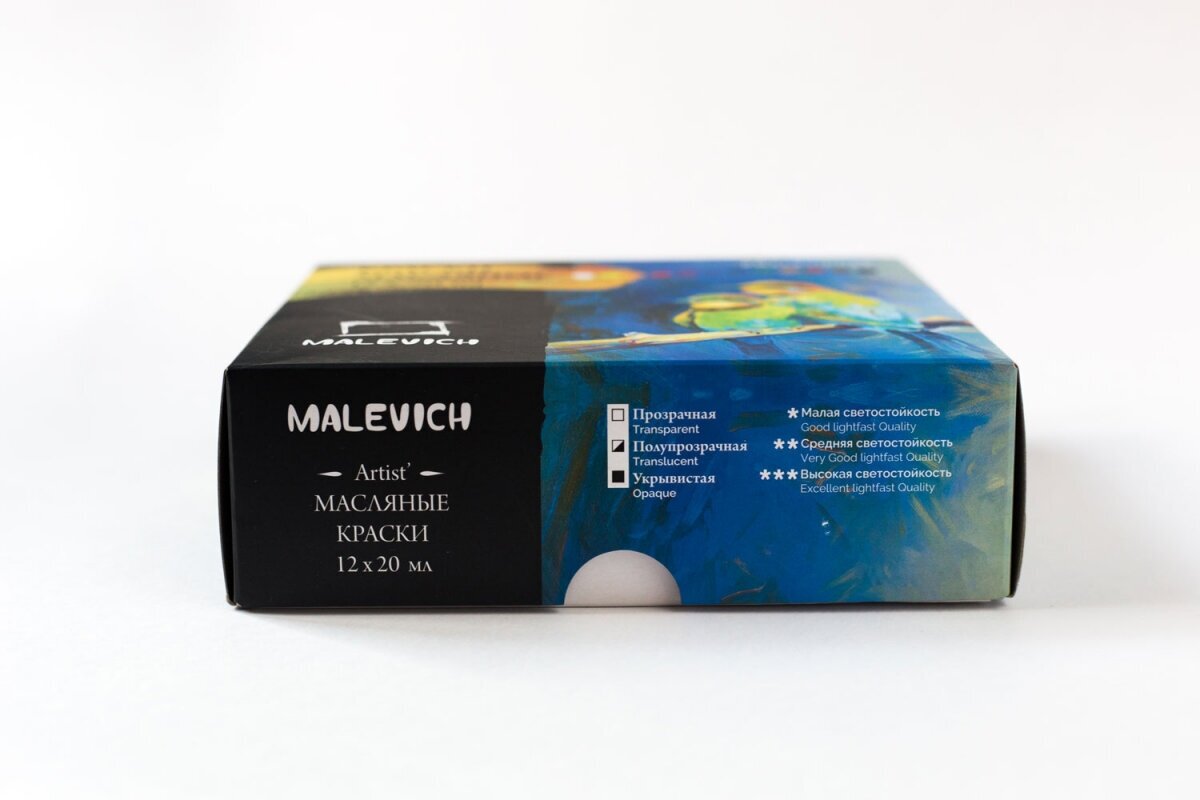 MALEVICH
MALEVICH
Artist’
МАСЛЯНЫЕ
КРАСКИ
12 x 20 мл
Прозрачная
Transparent
Полупрозрачная
Translucent
Укрывистая
Opaque
* Малая светостойкость
Good lightfast Quality
** Средняя светостойкость
Very Good lightfast Quality
*** Высокая светостойкость
Excellent lightfast Quality